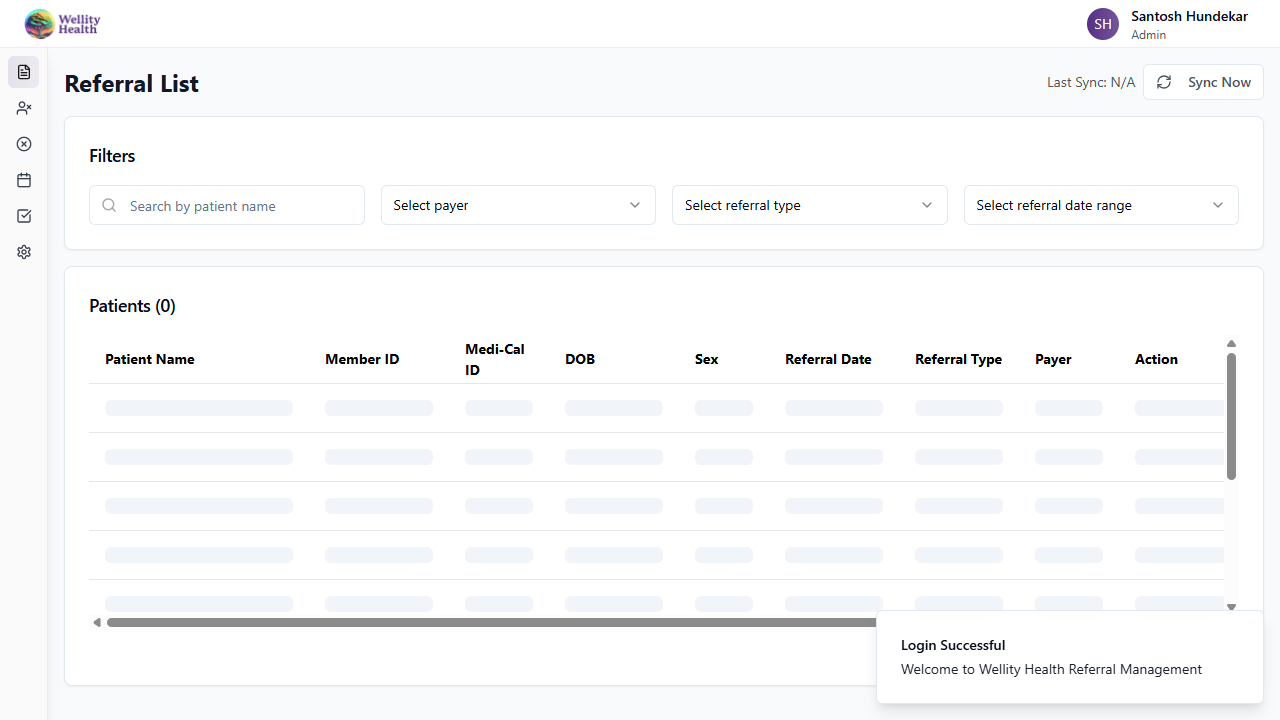 Wellity
Health
SH
Santosh Hundekar
Admin
Referral List
Last Sync: N/A
Sync Now
Filters
Search by patient name
Select payer
Select referral type
Select referral date range
Patients (0)
Patient Name
Member ID
Medi-Cal
ID
DOB
Sex
Referral Date
Referral Type
Payer
Action
Login Successful
Welcome to Wellity Health Referral Management